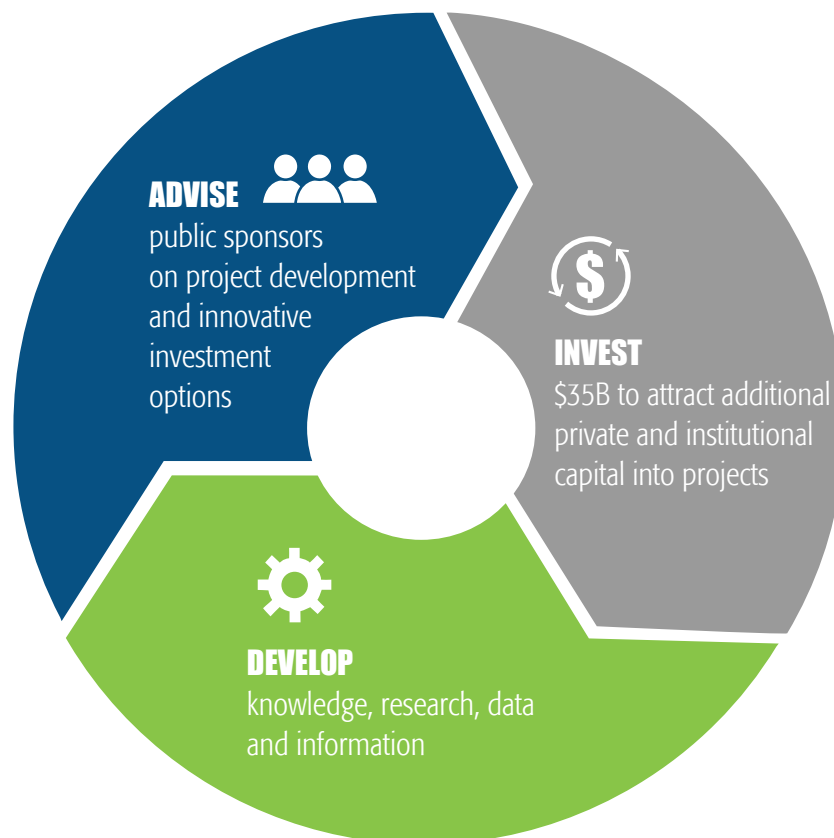 ADVISE
public sponsors
on project development
and innovative
investment
options
$
INVEST
$35B to attract additional
private and institutional
capital into projects
DEVELOP
knowledge, research, data
and information